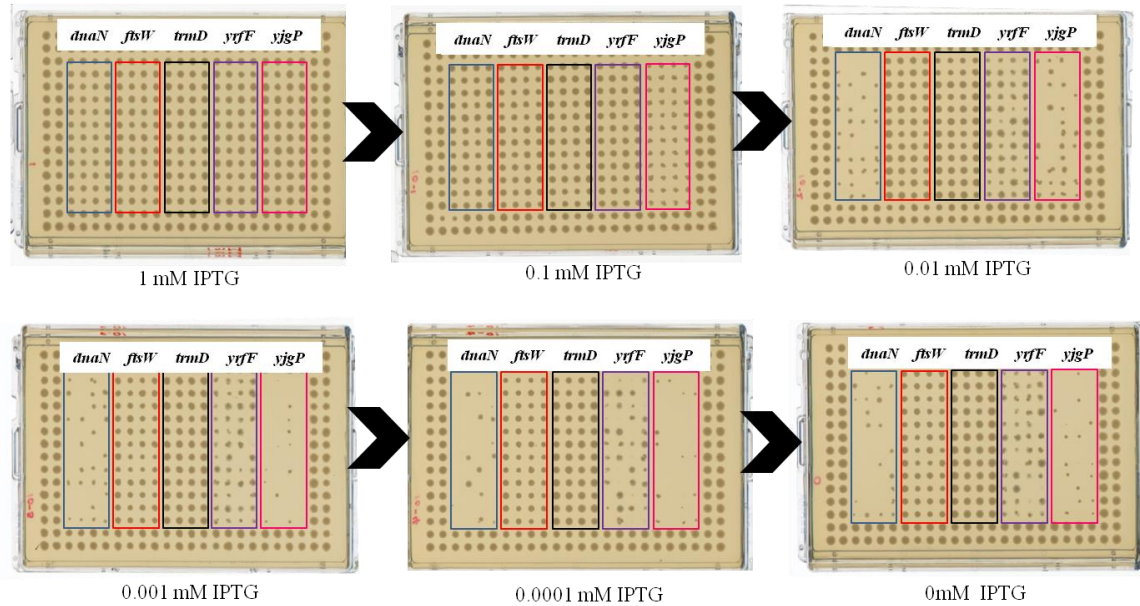 dnaN ftsW trmD yrfF yjgP
1 mM IPTG
dnaN ftsW trmD yrfF yjgP
0.1 mM IPTG
dnaN ftsW trmD yrfF yjgP
0.01 mM IPTG
dnaN ftsW trmD yrfF yjgP
0.001 mM IPTG
dnaN ftsW trmD yrfF yjgP
0.0001 mM IPTG
dnaN ftsW trmD yrfF yjgP
0mM IPTG